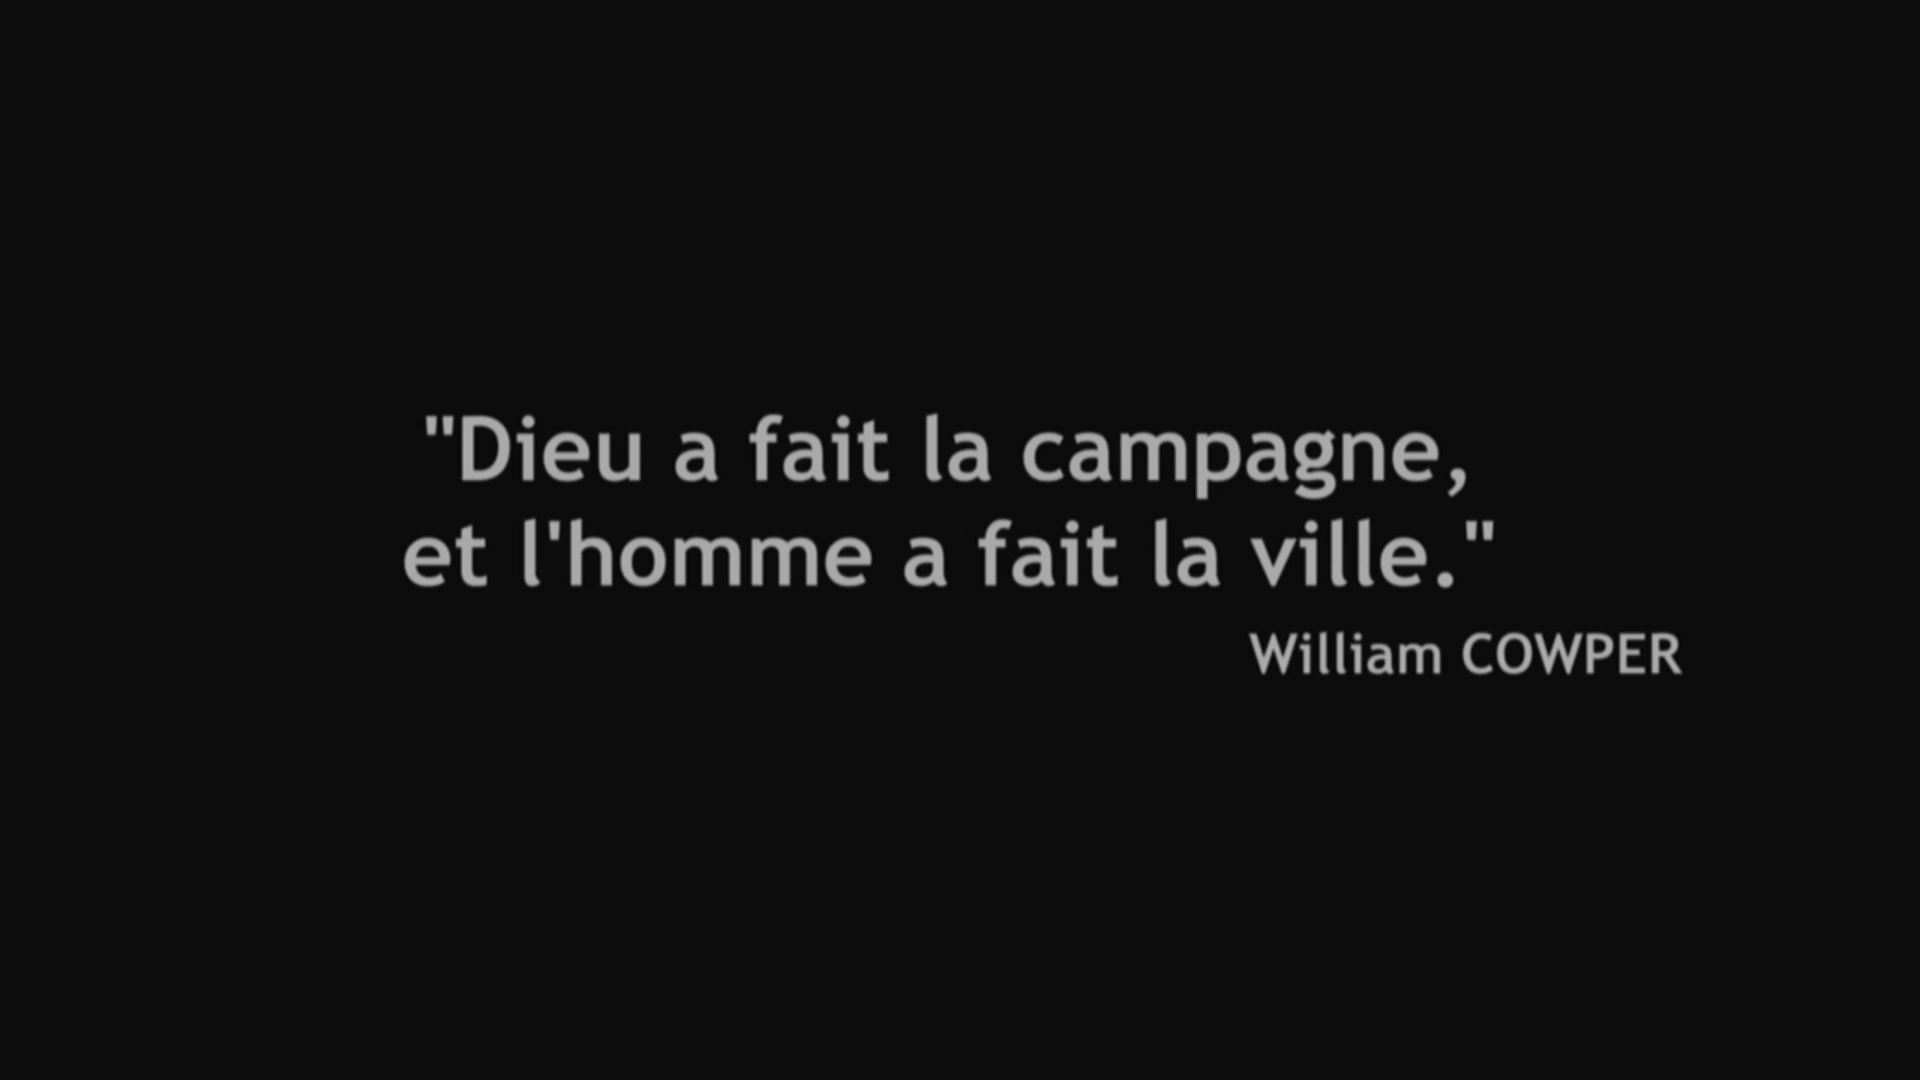 "Dieu a fait la campagne,
et l'homme a fait la ville."
William COWPER